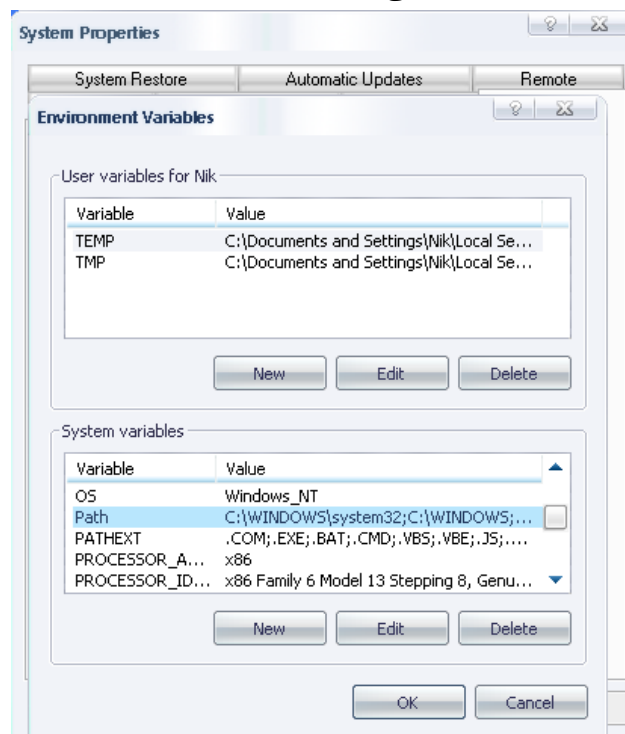 System Properties
System Restore Automatic Updates Remote
Environment Variables
User variables for Nik
Variable Value
TEMP C:\Documents and Settings\Nik\Local Se...
TMP C:\Documents and Settings\Nik\Local Se...
New Edit Delete
System variables
Variable Value
OS Windows_NT
Path C:\WINDOWS\system32;C:\WINDOWS;...
PATHEXT .COM;.EXE;.BAT;.CMD;.VBS;.VBE;.JS;....
PROCESSOR_A... x86
PROCESSOR_ID... x86 Family 6 Model 13 Stepping 8, Genu...
New Edit Delete
OK Cancel